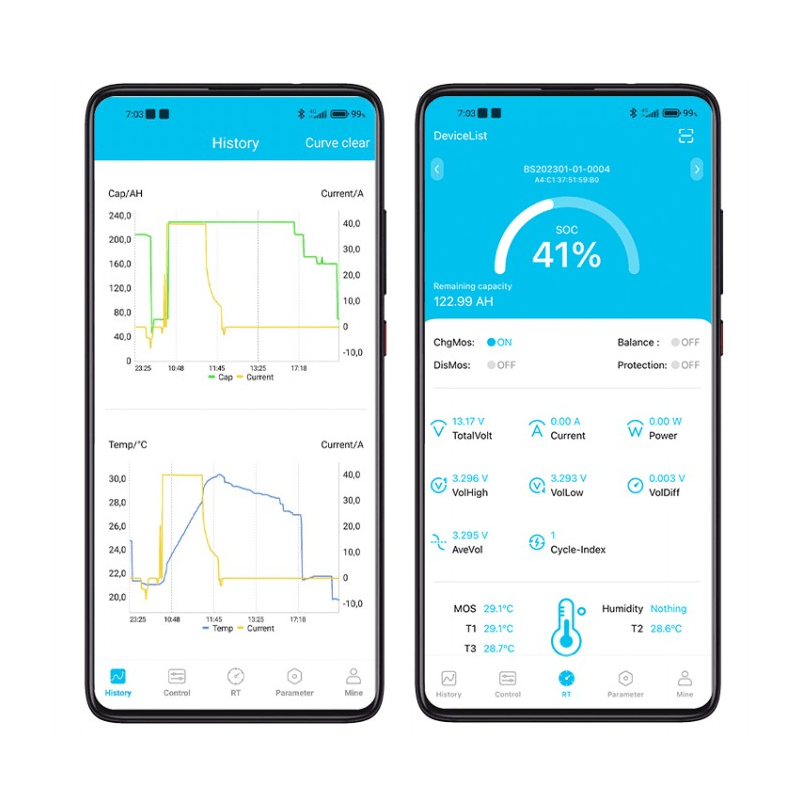 7:03 4G 99%
History Curve clear
Cap/AH Current/A
240,0
200,0
160,0
120,0
80,0
40,0
0
40,0
30,0
20,0
10,0
0
-10,0
23:25 10:48 11:45 13:25 17:18
Cap Current
Temp/°C Current/A
30,0
28,0
26,0
24,0
22,0
20,0
40,0
30,0
20,0
10,0
0
-10,0
23:25 10:48 11:45 13:25 17:18
Temp Current
History Control RT Parameter Mine
7:03 4G 99%
DeviceList
BS202301-01-0004
A4:C1:37:51:59:B0
SOC
41%
Remaining capacity
122.99 AH
ChgMos: ON Balance : OFF
DisMos: OFF Protection: OFF
13.17 V 0.00 A 0.00 W
TotalVolt Current Power
3.296 V 3.293 V 0.003 V
VolHigh VolLow VolDiff
3.295 V 1
AveVol Cycle-Index
MOS 29.1°C Humidity Nothing
T1 29.1°C T2 28.6°C
T3 28.7°C
History Control RT Parameter Mine